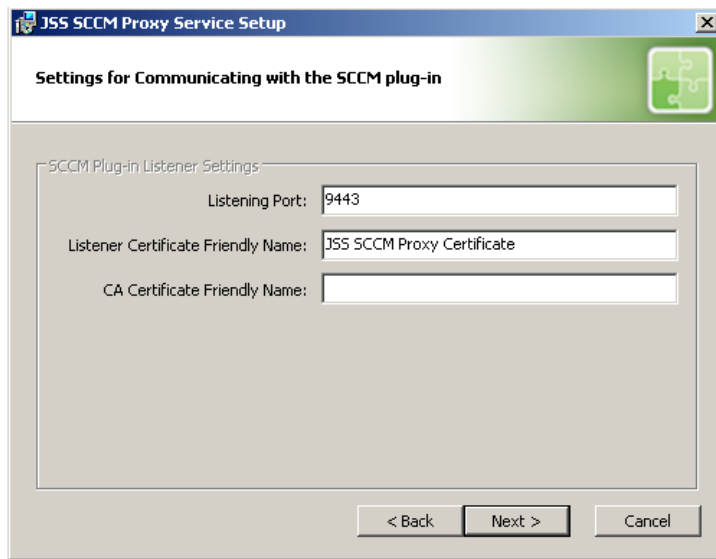 JSS SCCM Proxy Service Setup
Settings for Communicating with the SCCM plug-in
SCCM Plug-in Listener Settings
Listening Port: 9443
Listener Certificate Friendly Name: JSS SCCM Proxy Certificate
CA Certificate Friendly Name:
< Back Next > Cancel